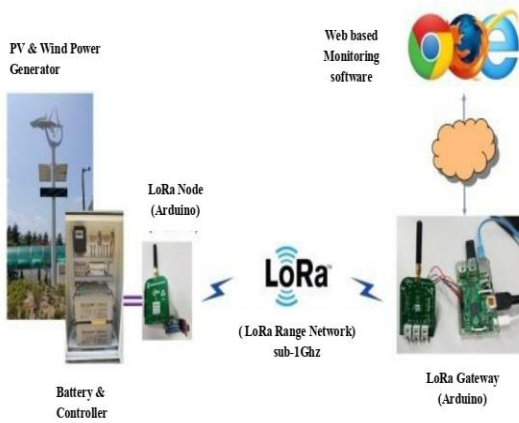 PV & Wind Power
Generator
Web based
Monitoring
software
LoRa Node
(Arduino)
LoRa™
( LoRa Range Network)
sub-1Ghz
Battery &
Controller
LoRa Gateway
(Arduino)